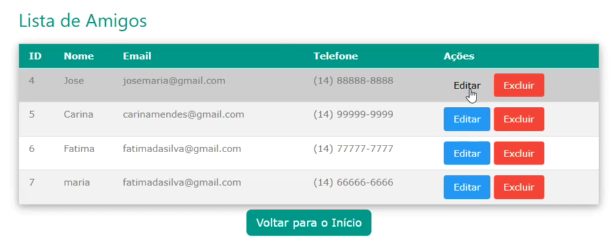 Lista de Amigos
ID Nome Email Telefone Ações
4 Jose josemaria@gmail.com (14) 88888-8888 Editar Excluir
5 Carina carinamendes@gmail.com (14) 99999-9999 Editar Excluir
6 Fatima fatimadasilva@gmail.com (14) 77777-7777 Editar Excluir
7 maria fatimadasilva@gmail.com (14) 66666-6666 Editar Excluir
Voltar para o Início